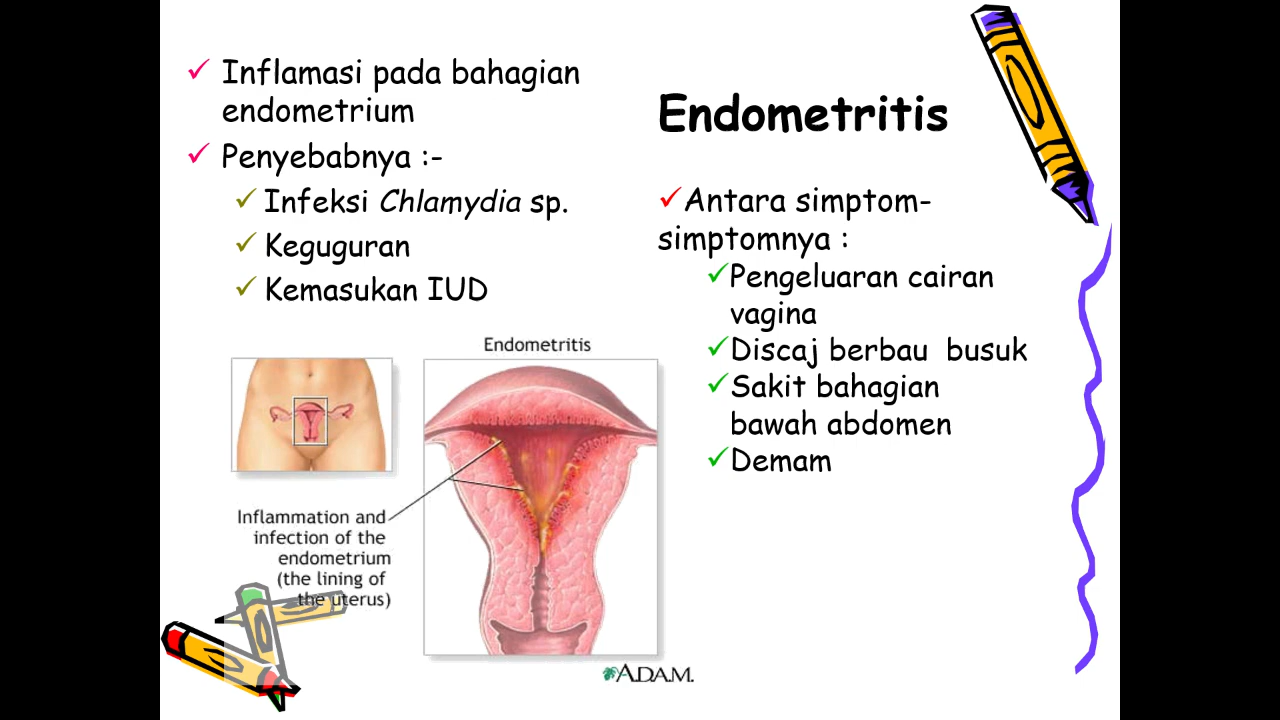 Inflamasi pada bahagian
endometrium
Penyebabnya :-
Infeksi Chlamydia sp.
Keguguran
Kemasukan IUD
Endometritis
Antara simptom-
simptomnya :
Pengeluaran cairan
vagina
Discaj berbau busuk
Sakit bahagian
bawah abdomen
Demam
Endometritis
Inflammation and
infection of the
endometrium
(the lining of
the uterus)
A.D.A.M.